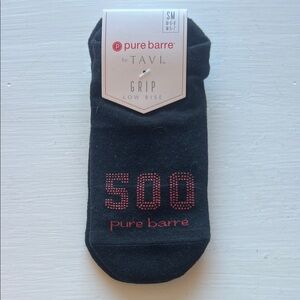 pure barre
by TAVI
GRIP
LOW RISE
SM
500
pure barre